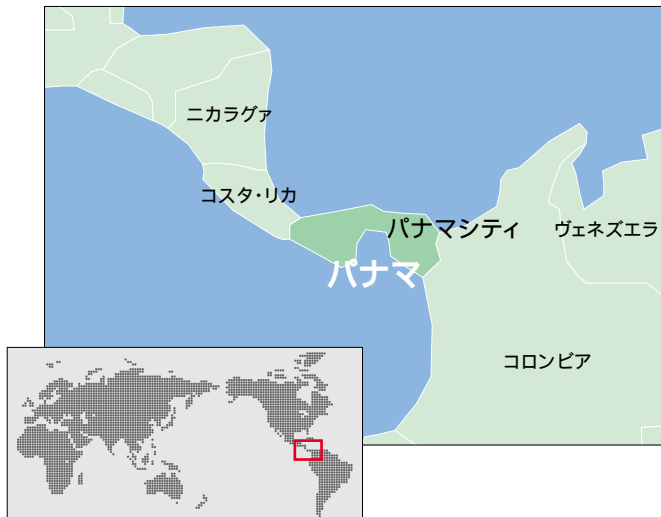 ニカラグァ
コスタ・リカ
パナマシティ
ヴェネズエラ
パナマ
コロンビア